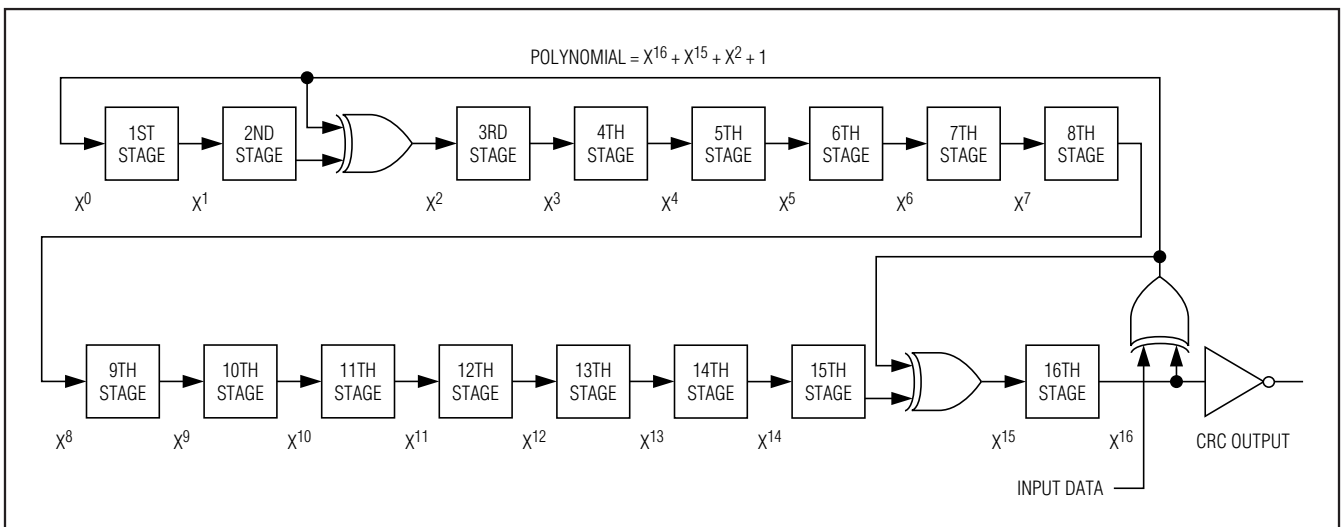 POLYNOMIAL = X¹⁶ + X¹⁵ + X² + 1
1ST
STAGE
2ND
STAGE
3RD
STAGE
4TH
STAGE
5TH
STAGE
6TH
STAGE
7TH
STAGE
8TH
STAGE
X⁰
X¹
X²
X³
X⁴
X⁵
X⁶
X⁷
9TH
STAGE
10TH
STAGE
11TH
STAGE
12TH
STAGE
13TH
STAGE
14TH
STAGE
15TH
STAGE
16TH
STAGE
X⁸
X⁹
X¹⁰
X¹¹
X¹²
X¹³
X¹⁴
X¹⁵
X¹⁶
CRC OUTPUT
INPUT DATA